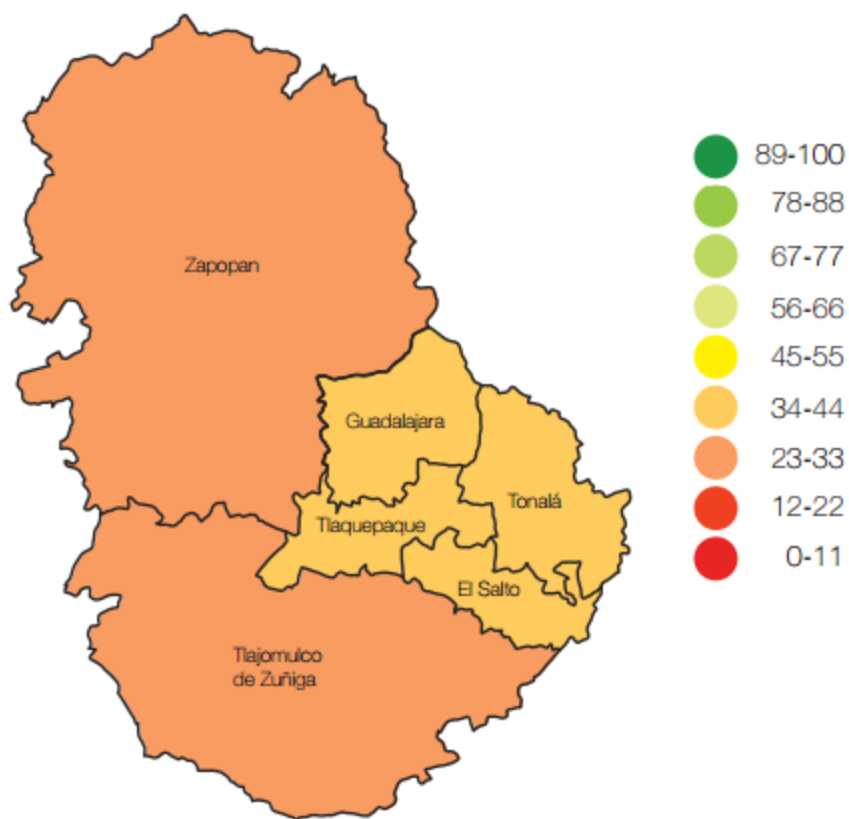 Zapopan
Guadalajara
Tlaquepaque
Tonalá
El Salto
Tlajomulco
de Zuñiga
89-100
78-88
67-77
56-66
45-55
34-44
23-33
12-22
0-11